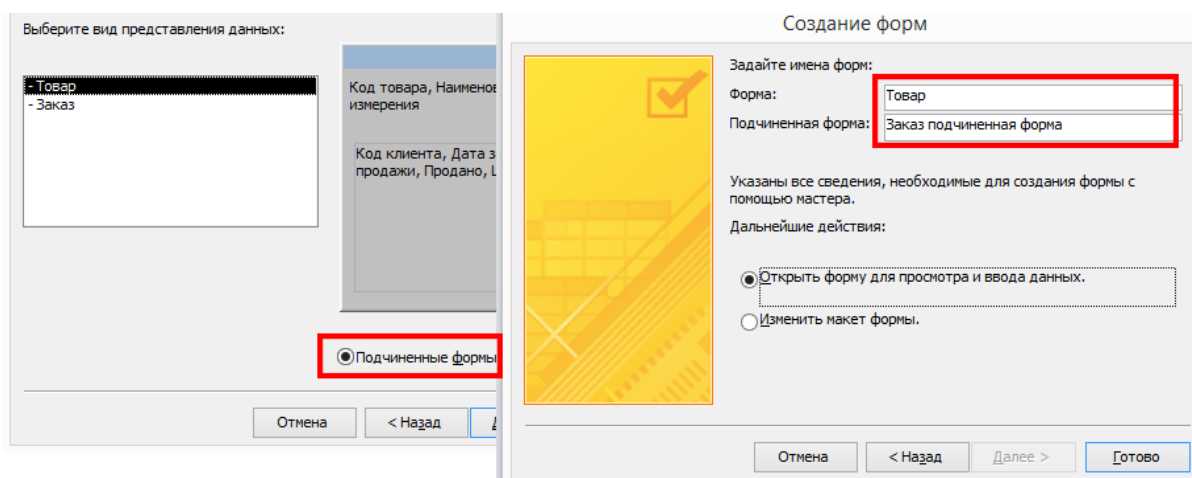 Выберите вид представления данных:
- Товар
- Заказ
Код товара, Наименов
измерения
Код клиента, Дата з
продажи, Продано,
Подчиненные формы
Отмена
< Назад
Создание форм
Задайте имена форм:
Форма:
Товар
Подчиненная форма:
Заказ подчиненная форма
Указаны все сведения, необходимые для создания формы с
помощью мастера.
Дальнейшие действия:
Открыть форму для просмотра и ввода данных.
Изменить макет формы.
Отмена
< Назад
Далее >
Готово